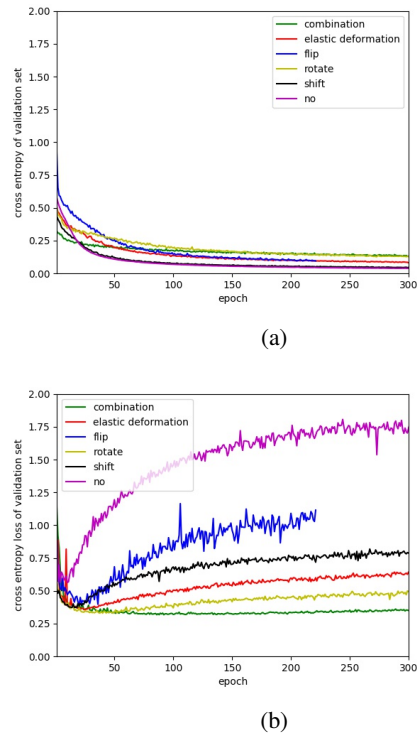 2.00
1.75
1.50
1.25
1.00
0.75
0.50
0.25
0.00
cross entropy of validation set
combination
elastic deformation
flip
rotate
shift
no
50
100
150
200
250
300
epoch
(a)
2.00
1.75
1.50
1.25
1.00
0.75
0.50
0.25
0.00
cross entropy loss of validation set
combination
elastic deformation
flip
rotate
shift
no
50
100
150
200
250
300
epoch
(b)